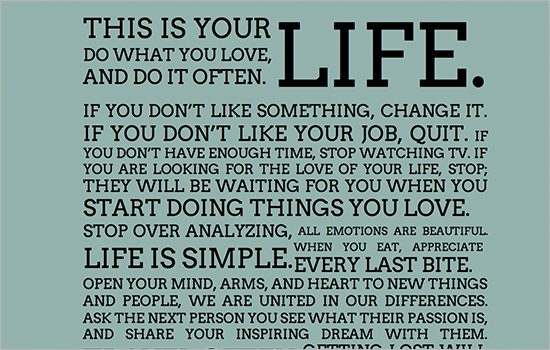 THIS IS YOUR LIFE.
DO WHAT YOU LOVE,
AND DO IT OFTEN.
IF YOU DON'T LIKE SOMETHING, CHANGE IT.
IF YOU DON'T LIKE YOUR JOB, QUIT. IF
YOU DON'T HAVE ENOUGH TIME, STOP WATCHING TV. IF
YOU ARE LOOKING FOR THE LOVE OF YOUR LIFE, STOP;
THEY WILL BE WAITING FOR YOU WHEN YOU
START DOING THINGS YOU LOVE.
STOP OVER ANALYZING,
LIFE IS SIMPLE.
ALL EMOTIONS ARE BEAUTIFUL.
WHEN YOU EAT, APPRECIATE
EVERY LAST BITE.
OPEN YOUR MIND, ARMS, AND HEART TO NEW THINGS
AND PEOPLE, WE ARE UNITED IN OUR DIFFERENCES.
ASK THE NEXT PERSON YOU SEE WHAT THEIR PASSION IS,
AND SHARE YOUR INSPIRING DREAM WITH THEM.
GETTING LOST WILL